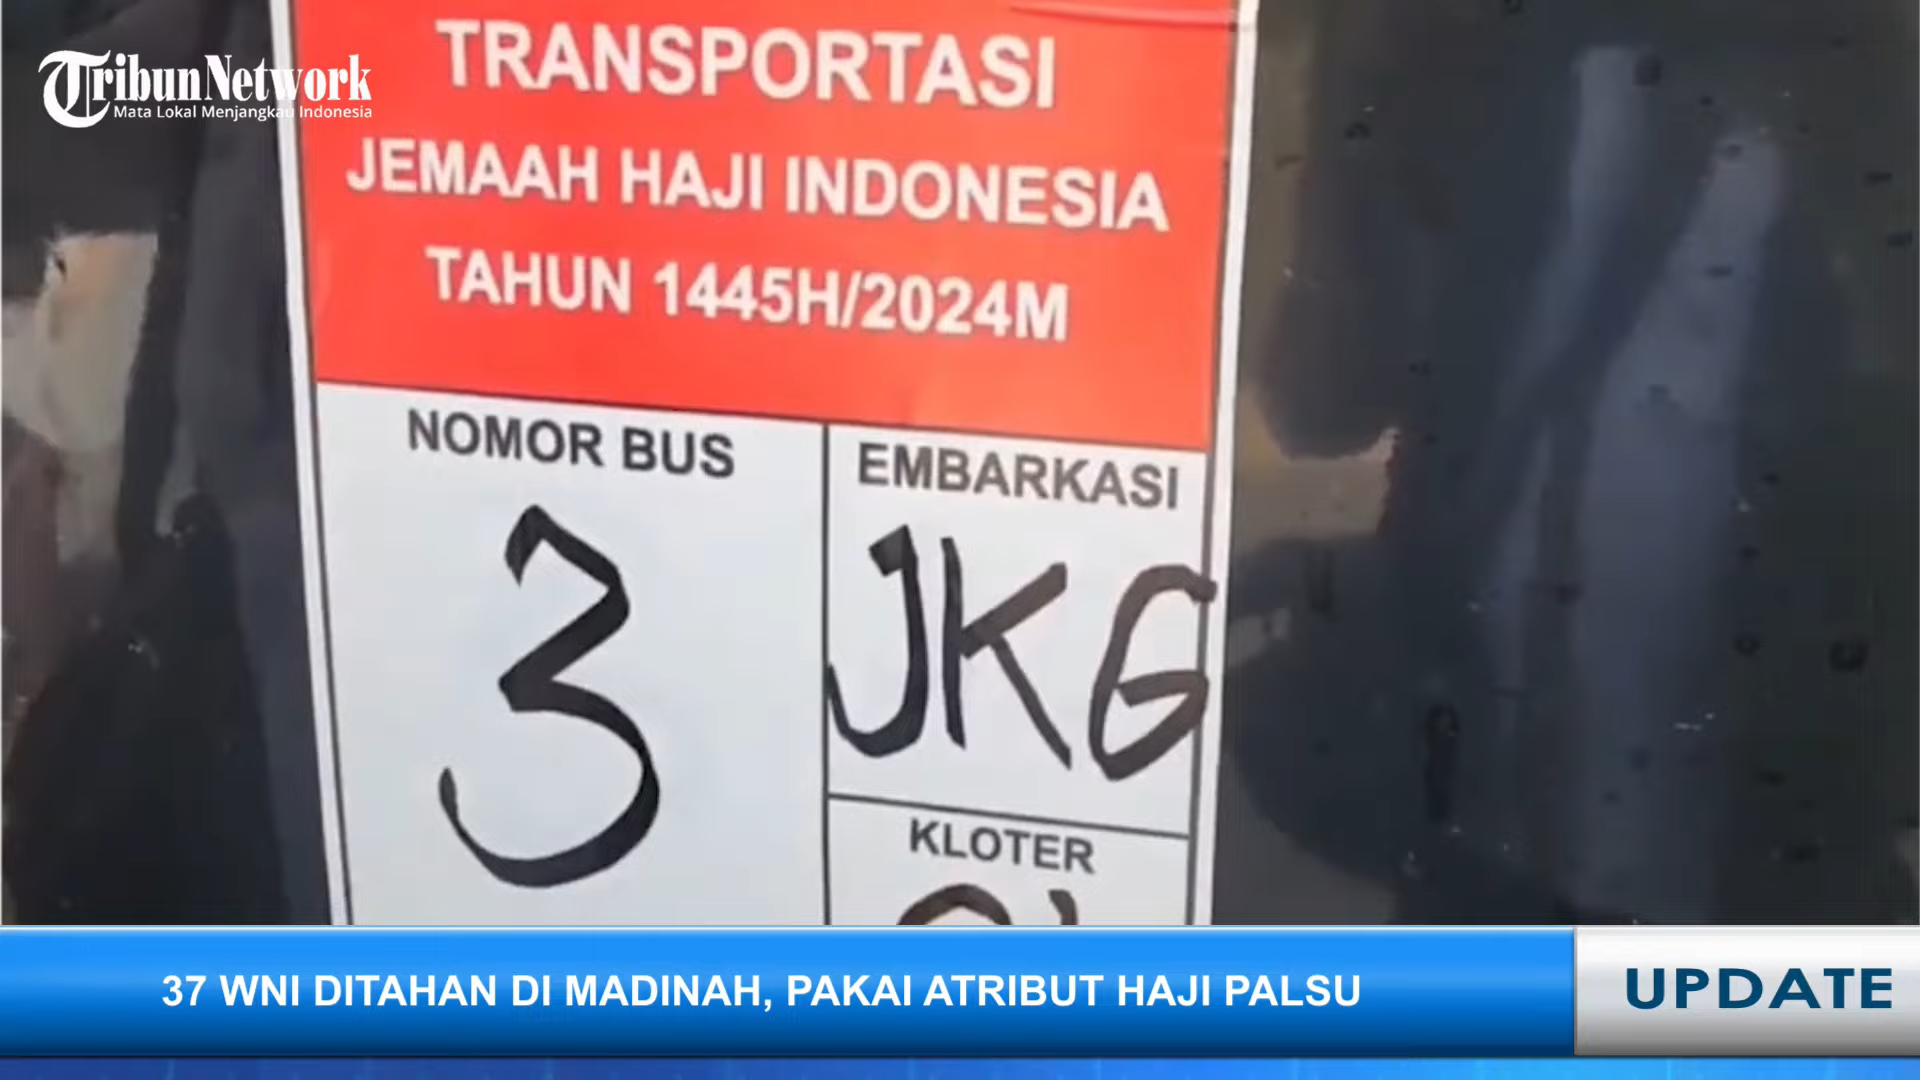 TribunNetwork
Mata Lokal Menjangkau Indonesia
TRANSPORTASI
JEMAAH HAJI INDONESIA
TAHUN 1445H/2024M
NOMOR BUS
3
EMBARKASI
JKG
KLOTER
37 WNI DITAHAN DI MADINAH, PAKAI ATRIBUT HAJI PALSU
UPDATE